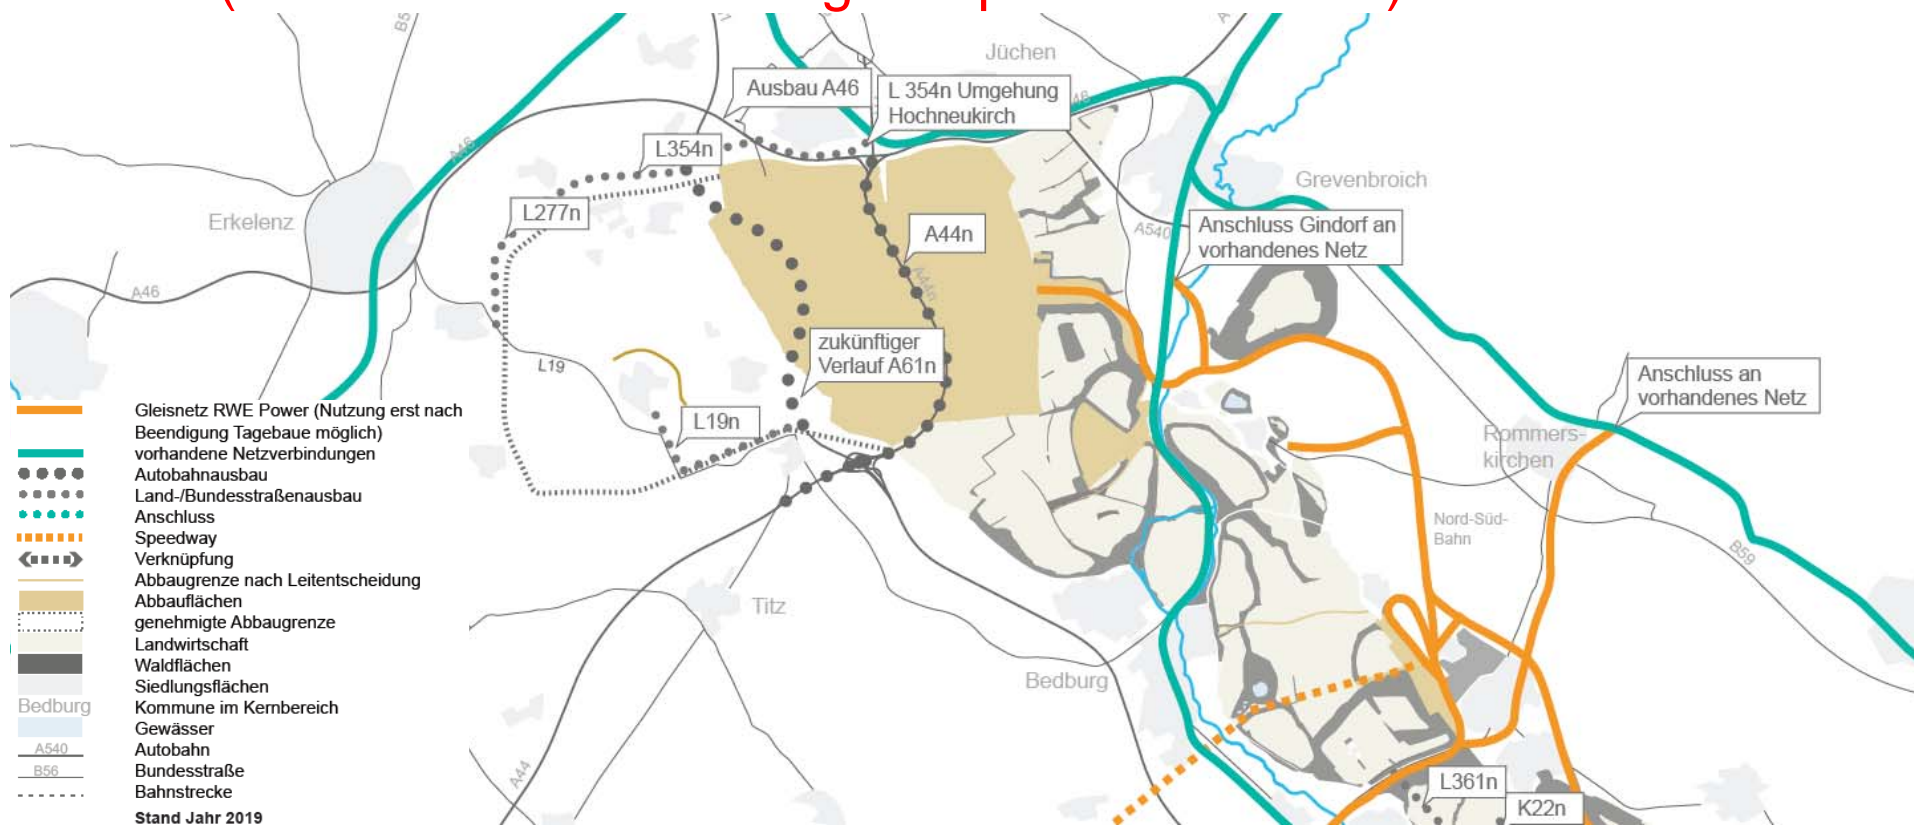 Jüchen
Ausbau A46
L 354n Umgehung
Hochneukirch
A46
L354n
Grevenbroich
L277n
Erkelenz
A540
Anschluss Gindorf an
vorhandenes Netz
A44n
A44n
A46
zukünftiger
Verlauf A61n
L19
Anschluss an
vorhandenes Netz
L19n
Rommers-
kirchen
Nord-Süd-
Bahn
B59
Titz
Bedburg
A44
L361n
K22n
Gleisnetz RWE Power (Nutzung erst nach
Beendigung Tagebaue möglich)
vorhandene Netzverbindungen
Autobahnausbau
Land-/Bundesstraßenausbau
Anschluss
Speedway
Verknüpfung
Abbaugrenze nach Leitentscheidung
Abbauflächen
genehmigte Abbaugrenze
Landwirtschaft
Waldflächen
Siedlungsflächen
Bedburg Kommune im Kernbereich
Gewässer
A540 Autobahn
B56 Bundesstraße
Bahnstrecke
Stand Jahr 2019